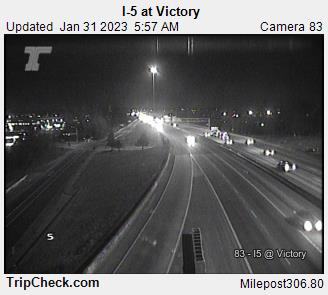 I-5 at Victory
Updated Jan 31 2023 5:57 AM Camera 83
T
S
83 - I5 @ Victory
TripCheck.com Milepost306.80